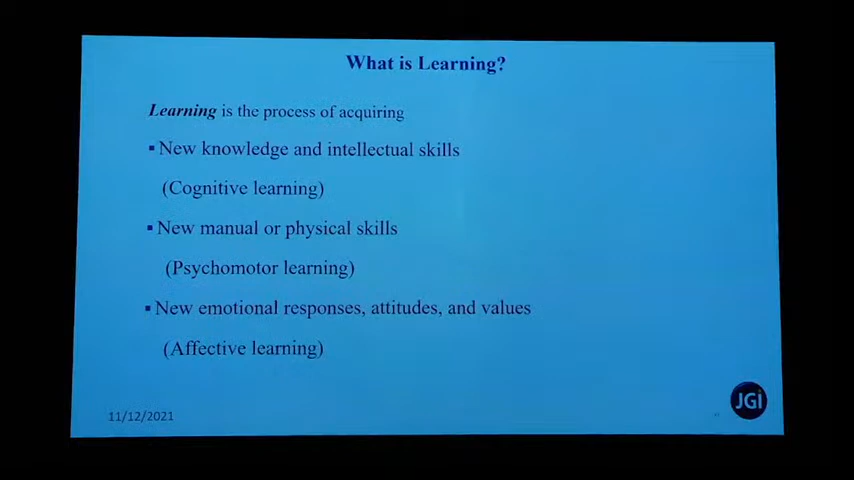 What is Learning?
Learning is the process of acquiring
▪ New knowledge and intellectual skills
(Cognitive learning)
▪ New manual or physical skills
(Psychomotor learning)
▪ New emotional responses, attitudes, and values
(Affective learning)
11/12/2021
JGi